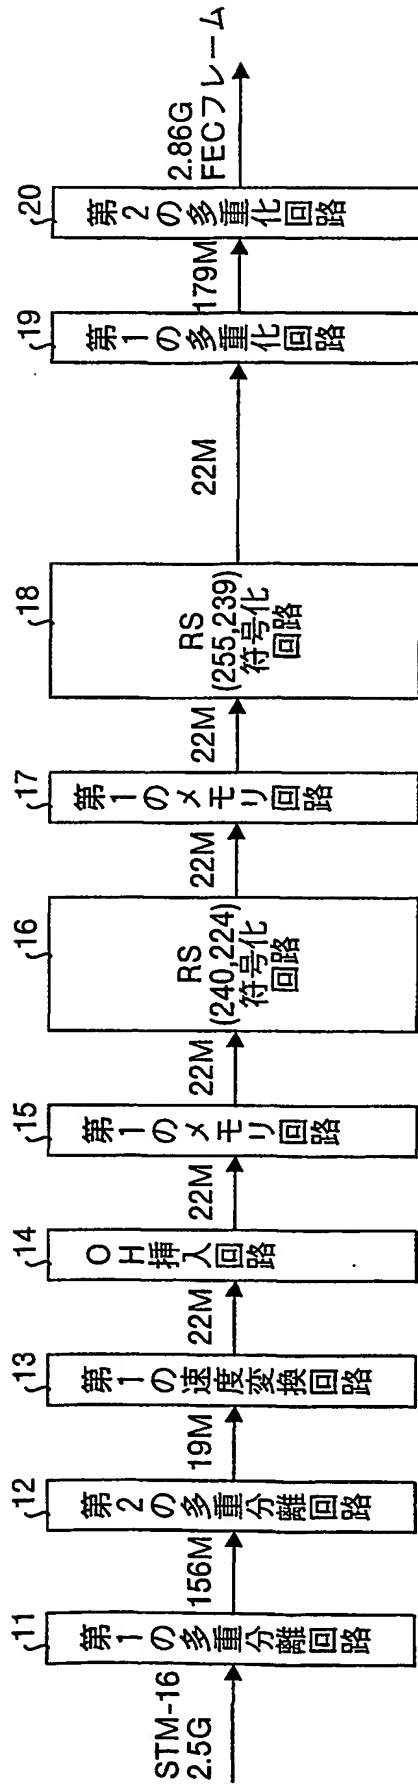 STM-16
2.5G
11
第1の多重分離回路
156M
12
第2の多重分離回路
19M
13
第1の速度変換回路
22M
14
OH挿入回路
22M
15
第1のメモリ回路
22M
16
RS
(240,224)
符号化
回路
22M
17
第1のメモリ回路
22M
18
RS
(255,239)
符号化
回路
22M
19
第1の多重化回路
179M
20
第2の多重化回路
2.86G
FECフレーム